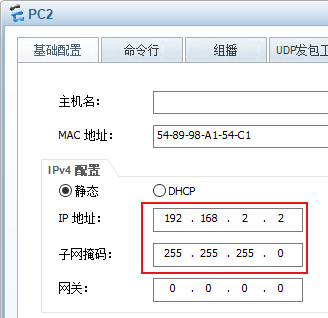 PC2
基础配置 命令行 组播 UDP发包工
主机名：
MAC 地址： 54-89-98-A1-54-C1
IPv4 配置
静态 DHCP
IP 地址： 192 . 168 . 2 . 2
子网掩码： 255 . 255 . 255 . 0
网关： 0 . 0 . 0 . 0